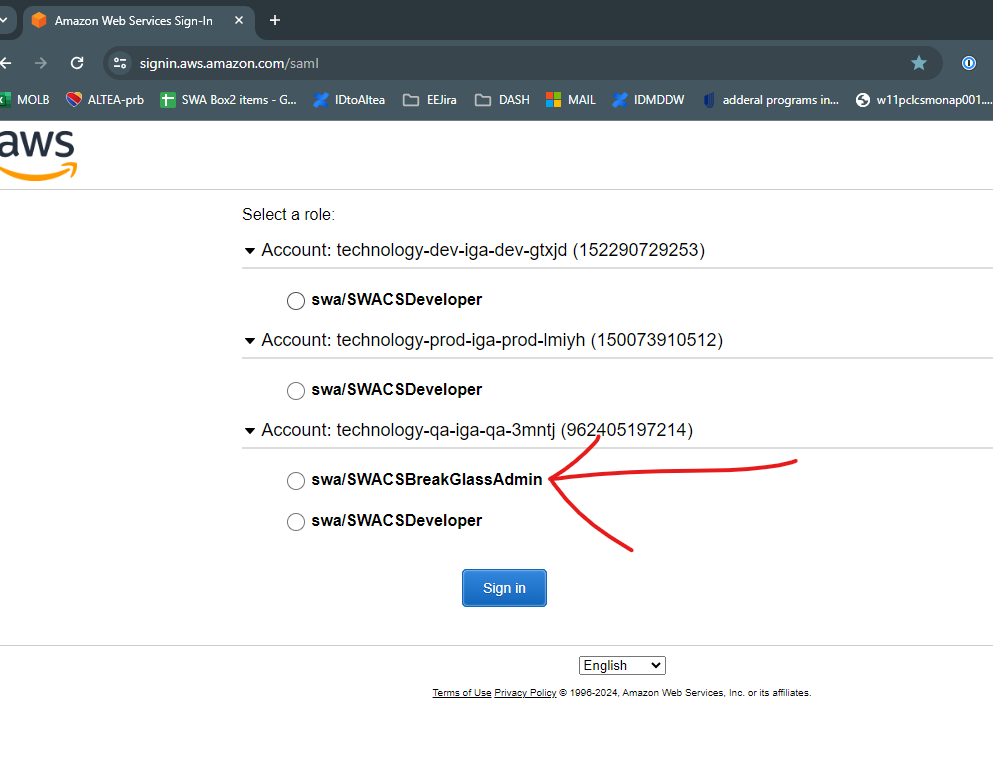 Amazon Web Services Sign-In
signin.aws.amazon.com/saml
MOLB ALTEA-prb SWA Box2 items - G... IDtoAltea EEJira DASH MAIL IDMDDW adderal programs in... w11pclcsmonap001....
aws
Select a role:
Account: technology-dev-iga-dev-gtxjd (152290729253)
swa/SWACSDeveloper
Account: technology-prod-iga-prod-lmiyh (150073910512)
swa/SWACSDeveloper
Account: technology-qa-iga-qa-3mntj (962405197214)
swa/SWACSBreakGlassAdmin
swa/SWACSDeveloper
Sign in
English
Terms of Use Privacy Policy © 1996-2024, Amazon Web Services, Inc. or its affiliates.